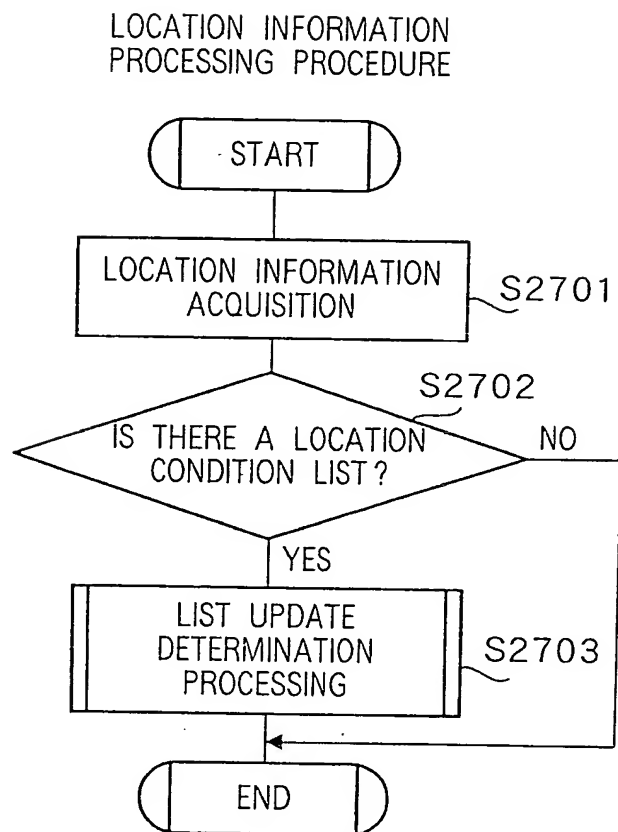 LOCATION INFORMATION
PROCESSING PROCEDURE
START
LOCATION INFORMATION
ACQUISITION
S2701
S2702
IS THERE A LOCATION
CONDITION LIST?
NO
YES
LIST UPDATE
DETERMINATION
PROCESSING
S2703
END